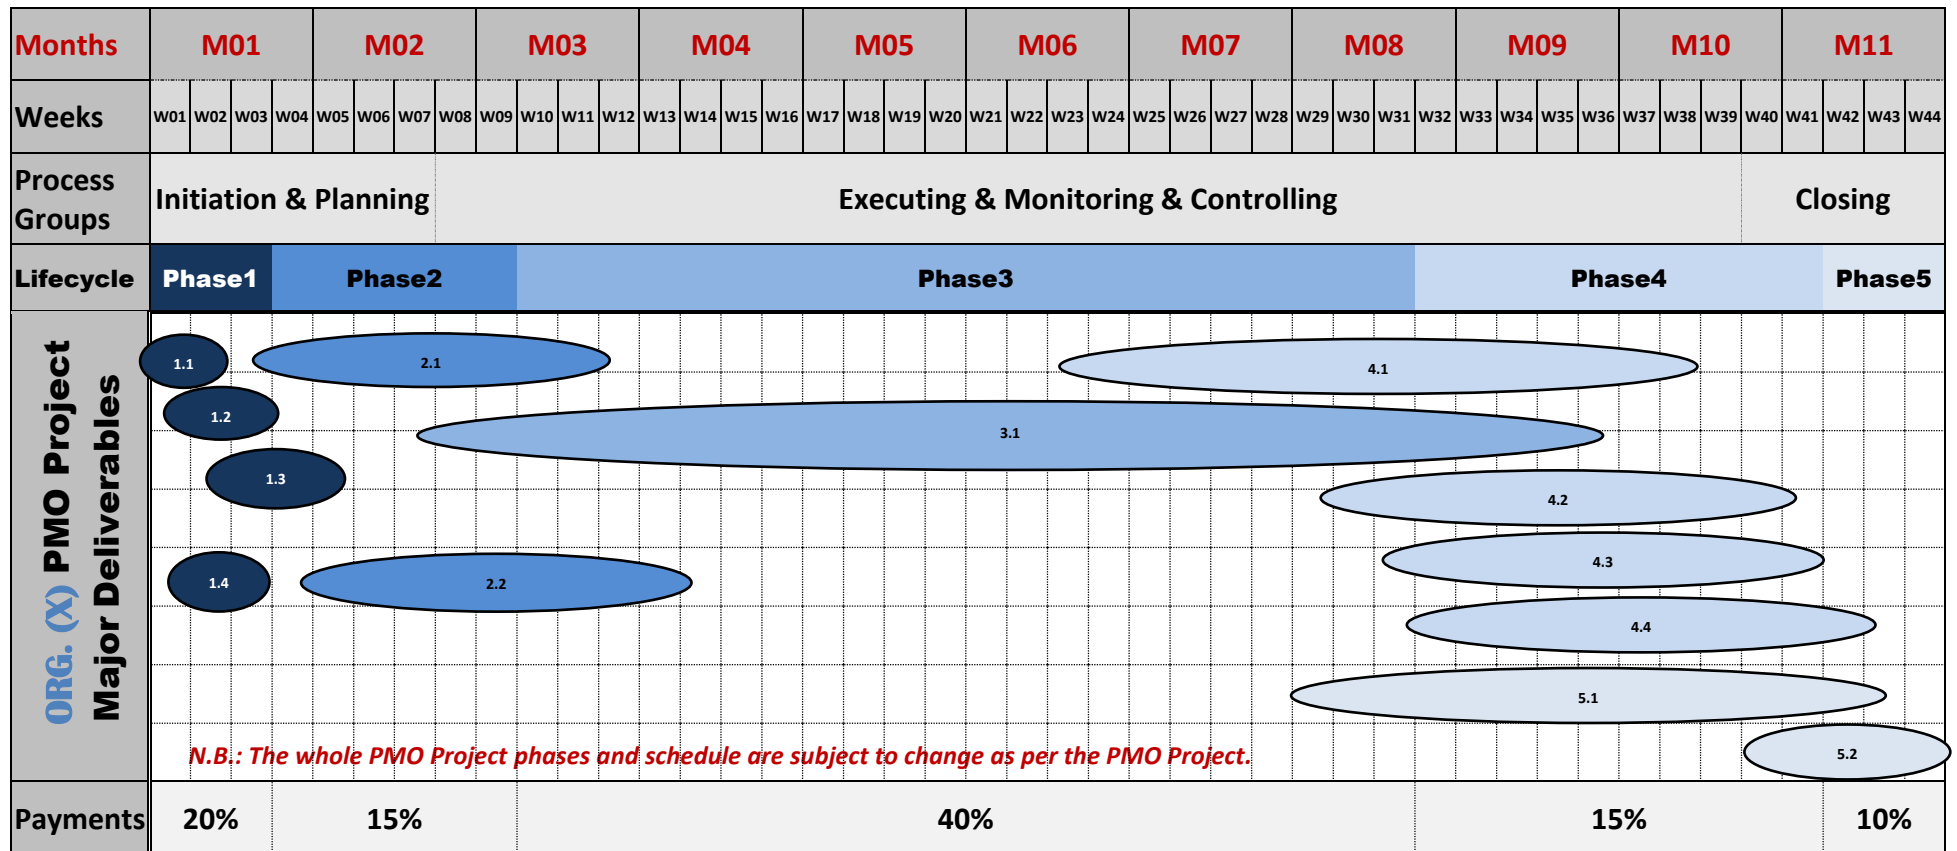 Months M01 M02 M03 M04 M05 M06 M07 M08 M09 M10 M11
Weeks W01 W02 W03 W04 W05 W06 W07 W08 W09 W10 W11 W12 W13 W14 W15 W16 W17 W18 W19 W20 W21 W22 W23 W24 W25 W26 W27 W28 W29 W30 W31 W32 W33 W34 W35 W36 W37 W38 W39 W40 W41 W42 W43 W44
Process
Groups
Initiation & Planning Executing & Monitoring & Controlling Closing
Lifecycle Phase1 Phase2 Phase3 Phase4 Phase5
ORG. (X) PMO Project
Major Deliverables
1.1 2.1 4.1
1.2 3.1
1.3 4.2
1.4 2.2 4.3
4.4
5.1
N.B.: The whole PMO Project phases and schedule are subject to change as per the PMO Project. 5.2
Payments 20% 15% 40% 15% 10%